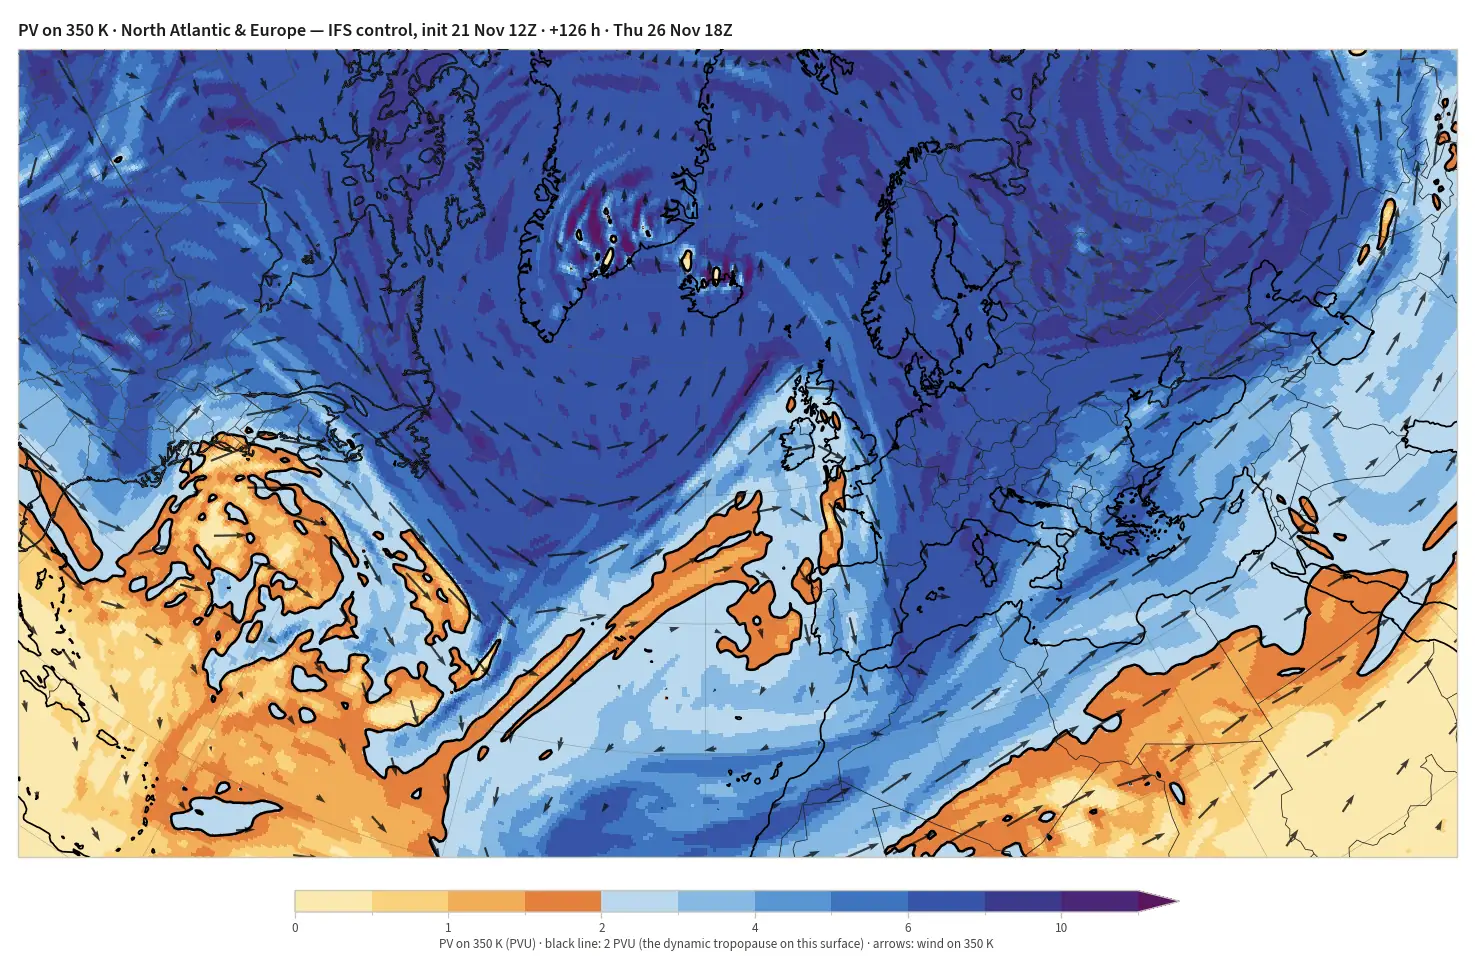 PV on 350 K · North Atlantic & Europe — IFS control, init 21 Nov 12Z · +126 h · Thu 26 Nov 18Z
0 1 2 4 6 10
PV on 350 K (PVU) · black line: 2 PVU (the dynamic tropopause on this surface) · arrows: wind on 350 K